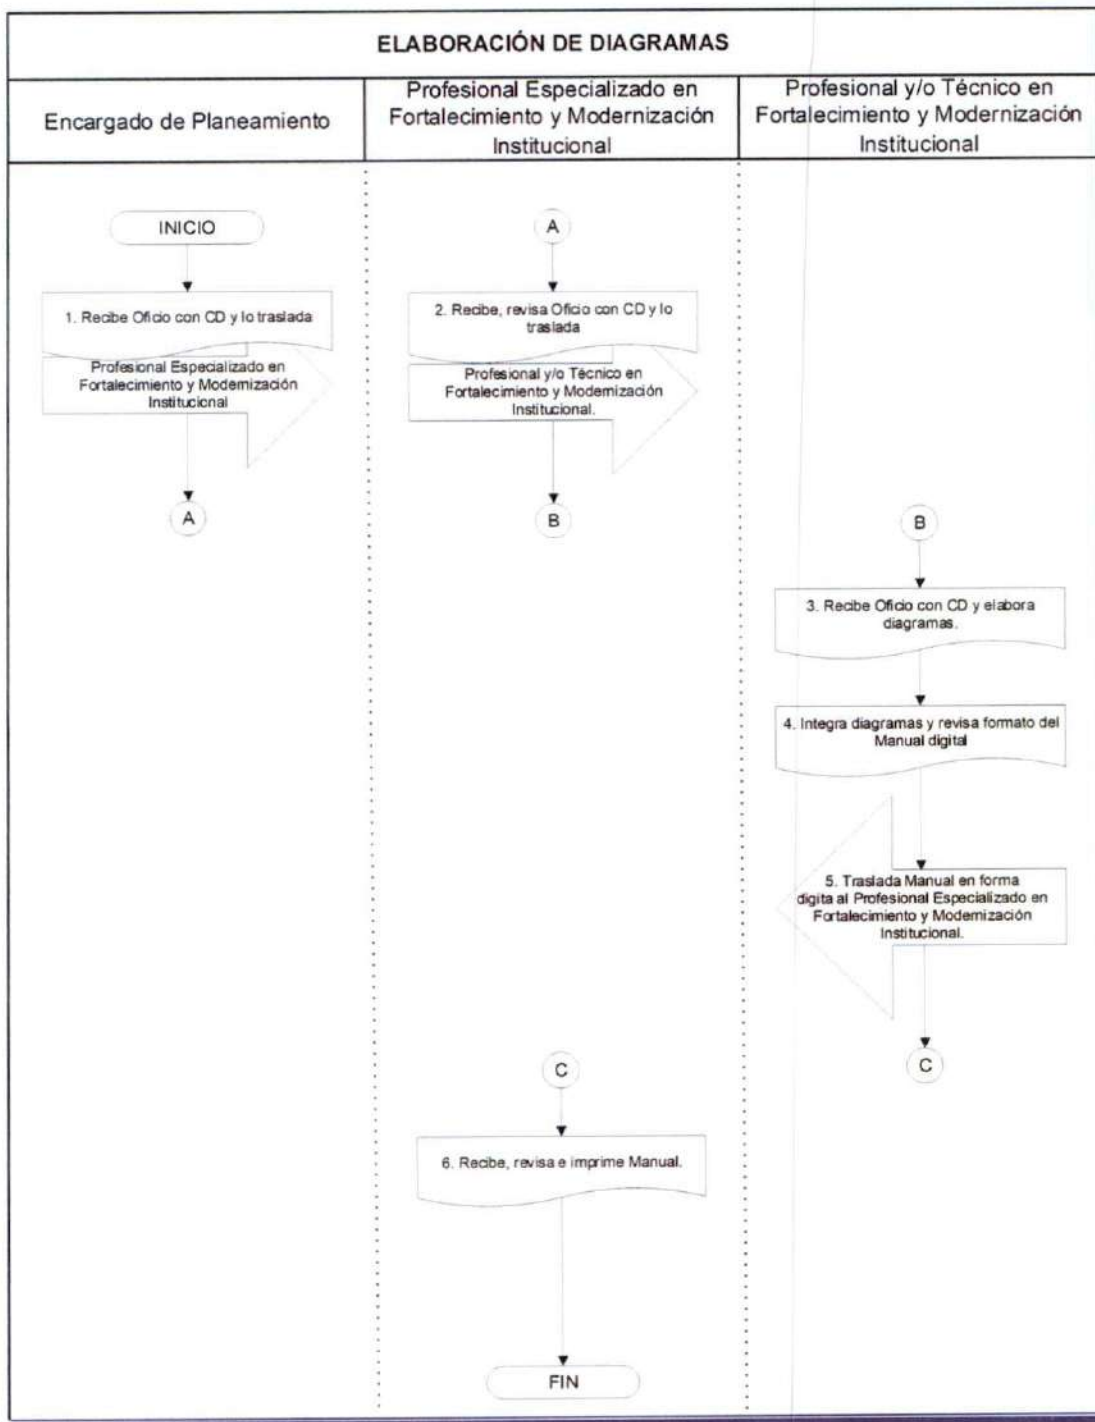 ELABORACIÓN DE DIAGRAMAS
Encargado de Planeamiento
Profesional Especializado en
Fortalecimiento y Modernización
Institucional
Profesional y/o Técnico en
Fortalecimiento y Modernización
Institucional
INICIO
1. Recibe Oficio con CD y lo traslada
Profesional Especializado en
Fortalecimiento y Modernización
Institucional
A
A
2. Recibe, revisa Oficio con CD y lo
traslada
Profesional y/o Técnico en
Fortalecimiento y Modernización
Institucional.
B
B
3. Recibe Oficio con CD y elabora
diagramas.
4. Integra diagramas y revisa formato del
Manual digital
5. Traslada Manual en forma
digita al Profesional Especializado en
Fortalecimiento y Modernización
Institucional.
C
C
6. Recibe, revisa e imprime Manual.
FIN